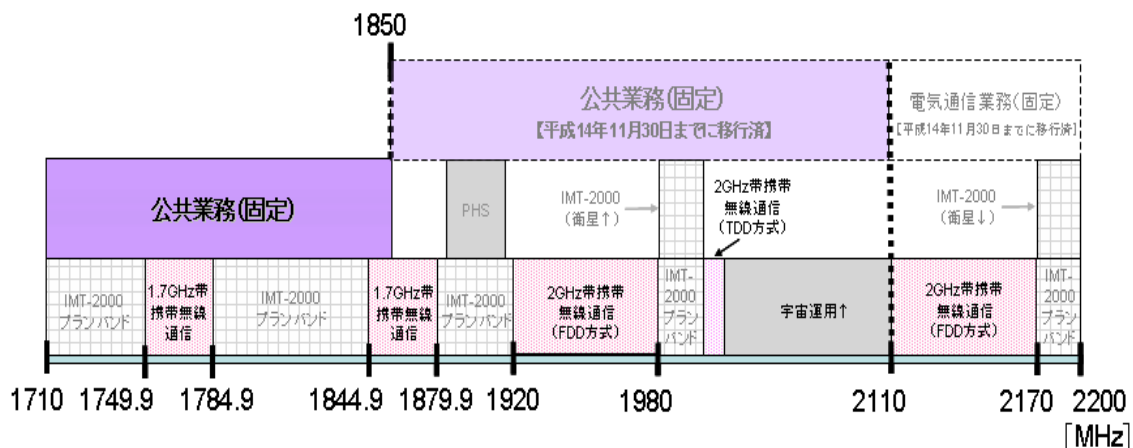 1850
公共業務(固定)
【平成14年11月30日までに移行済】
電気通信業務(固定)
【平成14年11月30日までに移行済】
公共業務(固定)
PHS
IMT-2000
(衛星↑)
2GHz帯携帯
無線通信
(TDD方式)
IMT-2000
(衛星↓)
IMT-2000
プランバンド
1.7GHz帯
携帯無線
通信
IMT-2000
プランバンド
1.7GHz帯
携帯無線
通信
IMT-2000
プランバンド
2GHz帯携帯
無線通信
(FDD方式)
IMT-
2000
プラン
バンド
宇宙運用↑
2GHz帯携帯
無線通信
(FDD方式)
IMT-
2000
プラン
バンド
1710 1749.9 1784.9 1844.9 1879.9 1920 1980 2110 2170 2200
[MHz]